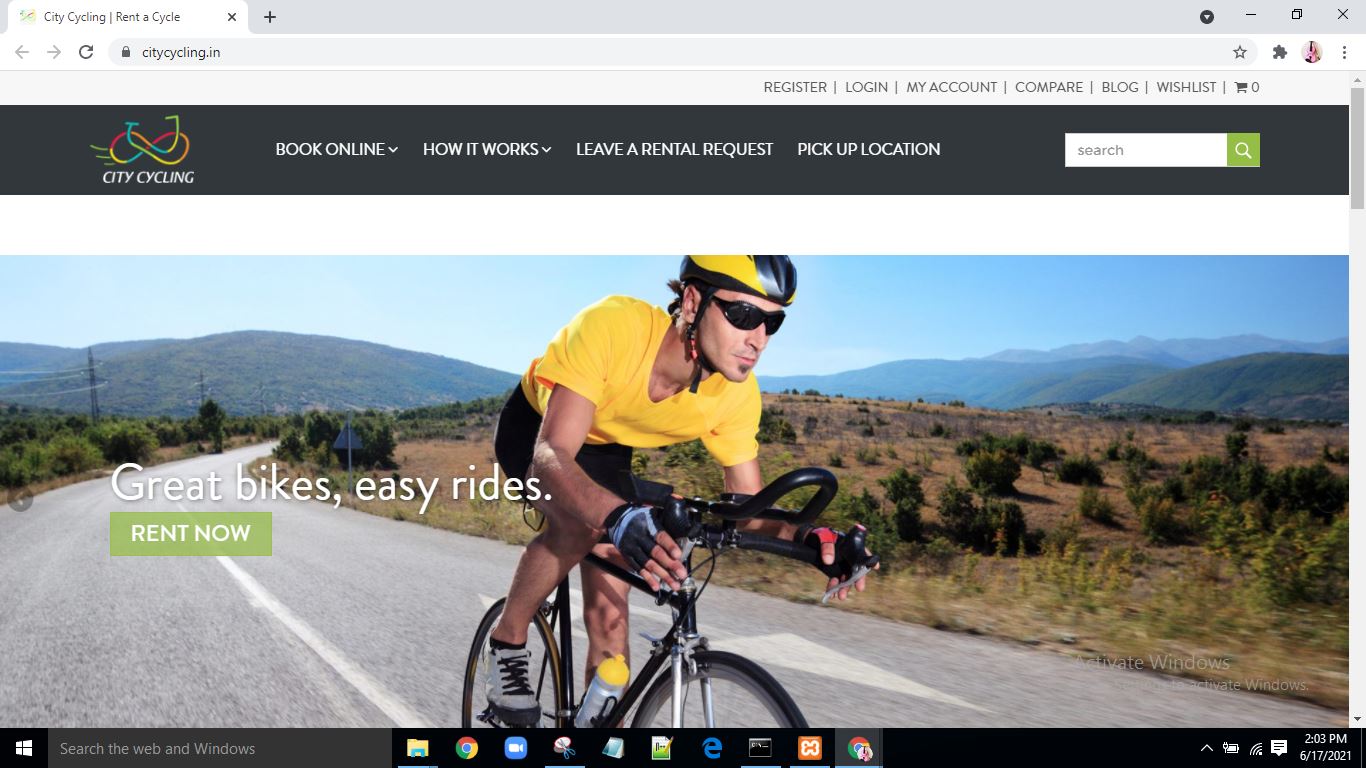 City Cycling | Rent a Cycle
citycycling.in
REGISTER | LOGIN | MY ACCOUNT | COMPARE | BLOG | WISHLIST | 0
CITY CYCLING
BOOK ONLINE HOW IT WORKS LEAVE A RENTAL REQUEST PICK UP LOCATION
search
Great bikes, easy rides.
RENT NOW
Activate Windows
to activate Windows.
Search the web and Windows
2:03 PM
6/17/2021